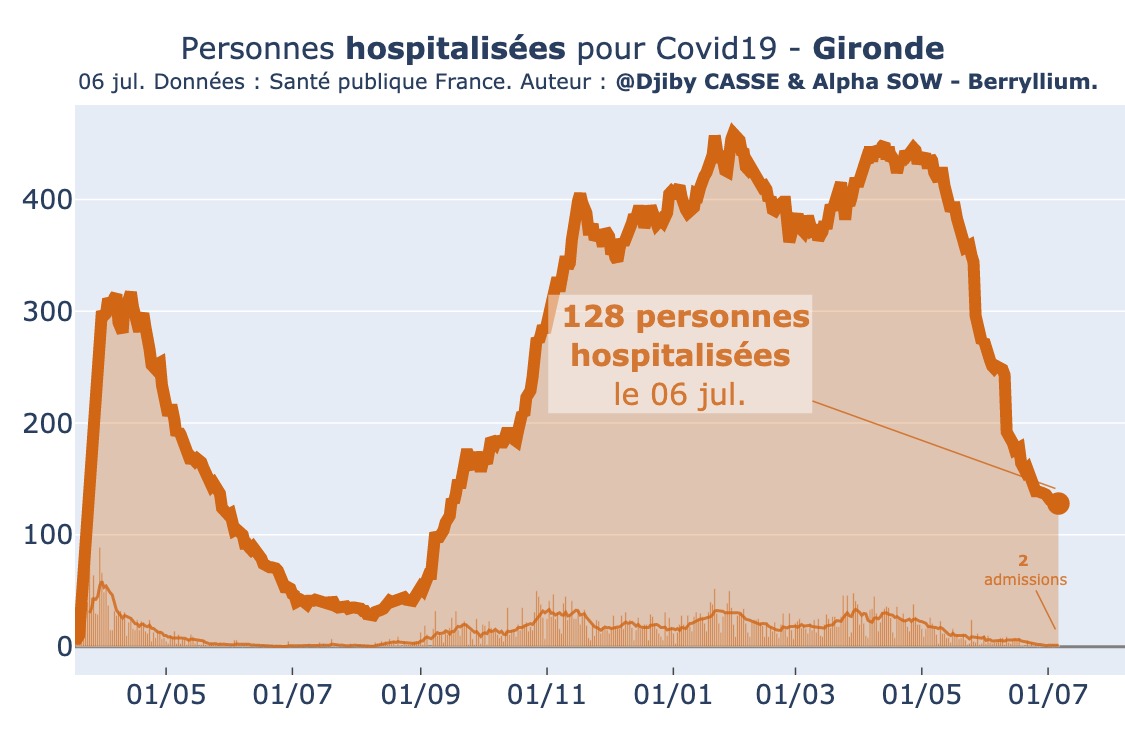 Personnes hospitalisées pour Covid19 - Gironde
06 jul. Données : Santé publique France. Auteur : @Djiby CASSE & Alpha SOW - Berryllium.
400
300
200
100
0
128 personnes
hospitalisées
le 06 jul.
2
admissions
01/05
01/07
01/09
01/11
01/01
01/03
01/05
01/07